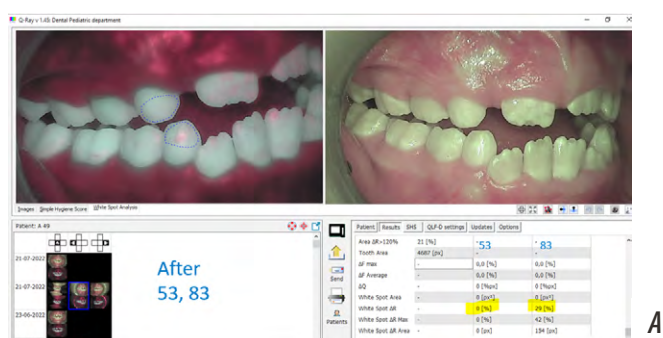 Q-Ray v 1.45: Dental Pediatric department
Images Simple Hygiene Score White Spot Analysis
Patient: A 49
21-07-2022
21-07-2022
23-06-2022
After
53, 83
Send
Patients
Patient Results SHS QLF-D settings Updates Options
Area ΔR>120% 21 [%] - 53 - 83
Tooth Area 4687 [px] - -
ΔF max - 0,0 [%] 0,0 [%]
ΔF Average - 0,0 [%] 0,0 [%]
ΔQ - 0 [%px] 0 [%px]
White Spot Area - 0 [px²] 0 [px²]
White Spot ΔR - 0 [%] 29 [%]
White Spot ΔR Max - 0 [%] 42 [%]
White Spot ΔR Area - 0 [px] 184 [px]
A